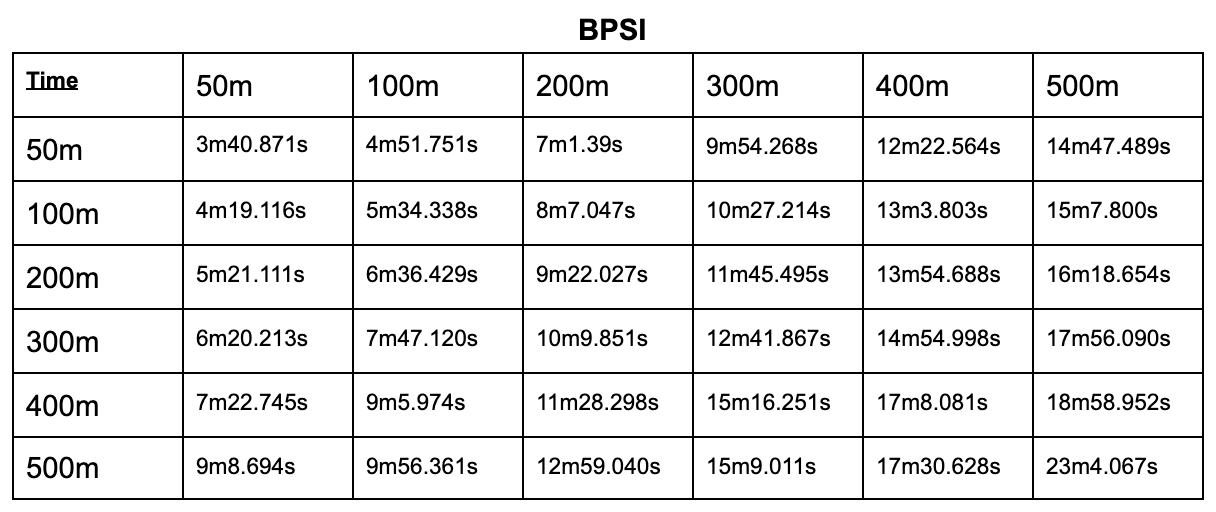 BPSI
Time 50m 100m 200m 300m 400m 500m
50m 3m40.871s 4m51.751s 7m1.39s 9m54.268s 12m22.564s 14m47.489s
100m 4m19.116s 5m34.338s 8m7.047s 10m27.214s 13m3.803s 15m7.800s
200m 5m21.111s 6m36.429s 9m22.027s 11m45.495s 13m54.688s 16m18.654s
300m 6m20.213s 7m47.120s 10m9.851s 12m41.867s 14m54.998s 17m56.090s
400m 7m22.745s 9m5.974s 11m28.298s 15m16.251s 17m8.081s 18m58.952s
500m 9m8.694s 9m56.361s 12m59.040s 15m9.011s 17m30.628s 23m4.067s